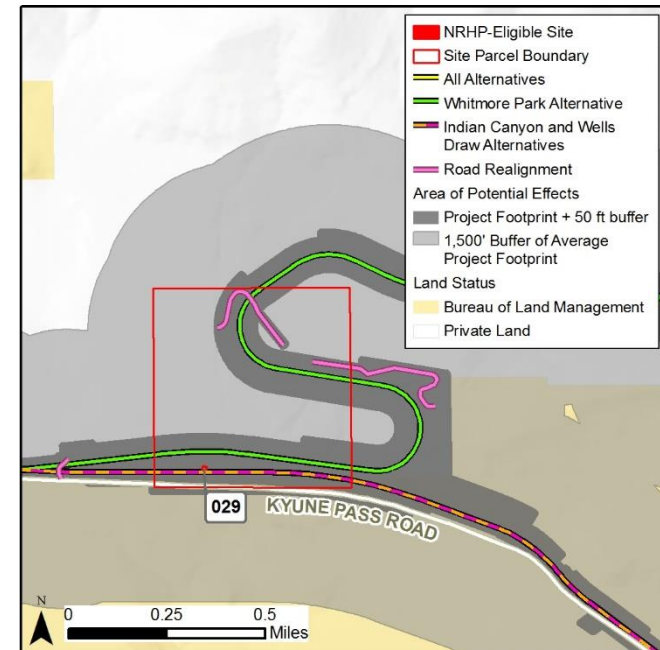 NRHP-Eligible Site
Site Parcel Boundary
All Alternatives
Whitmore Park Alternative
Indian Canyon and Wells
Draw Alternatives
Road Realignment
Area of Potential Effects
Project Footprint + 50 ft buffer
1,500' Buffer of Average
Project Footprint
Land Status
Bureau of Land Management
Private Land
029
KYUNE PASS ROAD
N
0 0.25 0.5
Miles